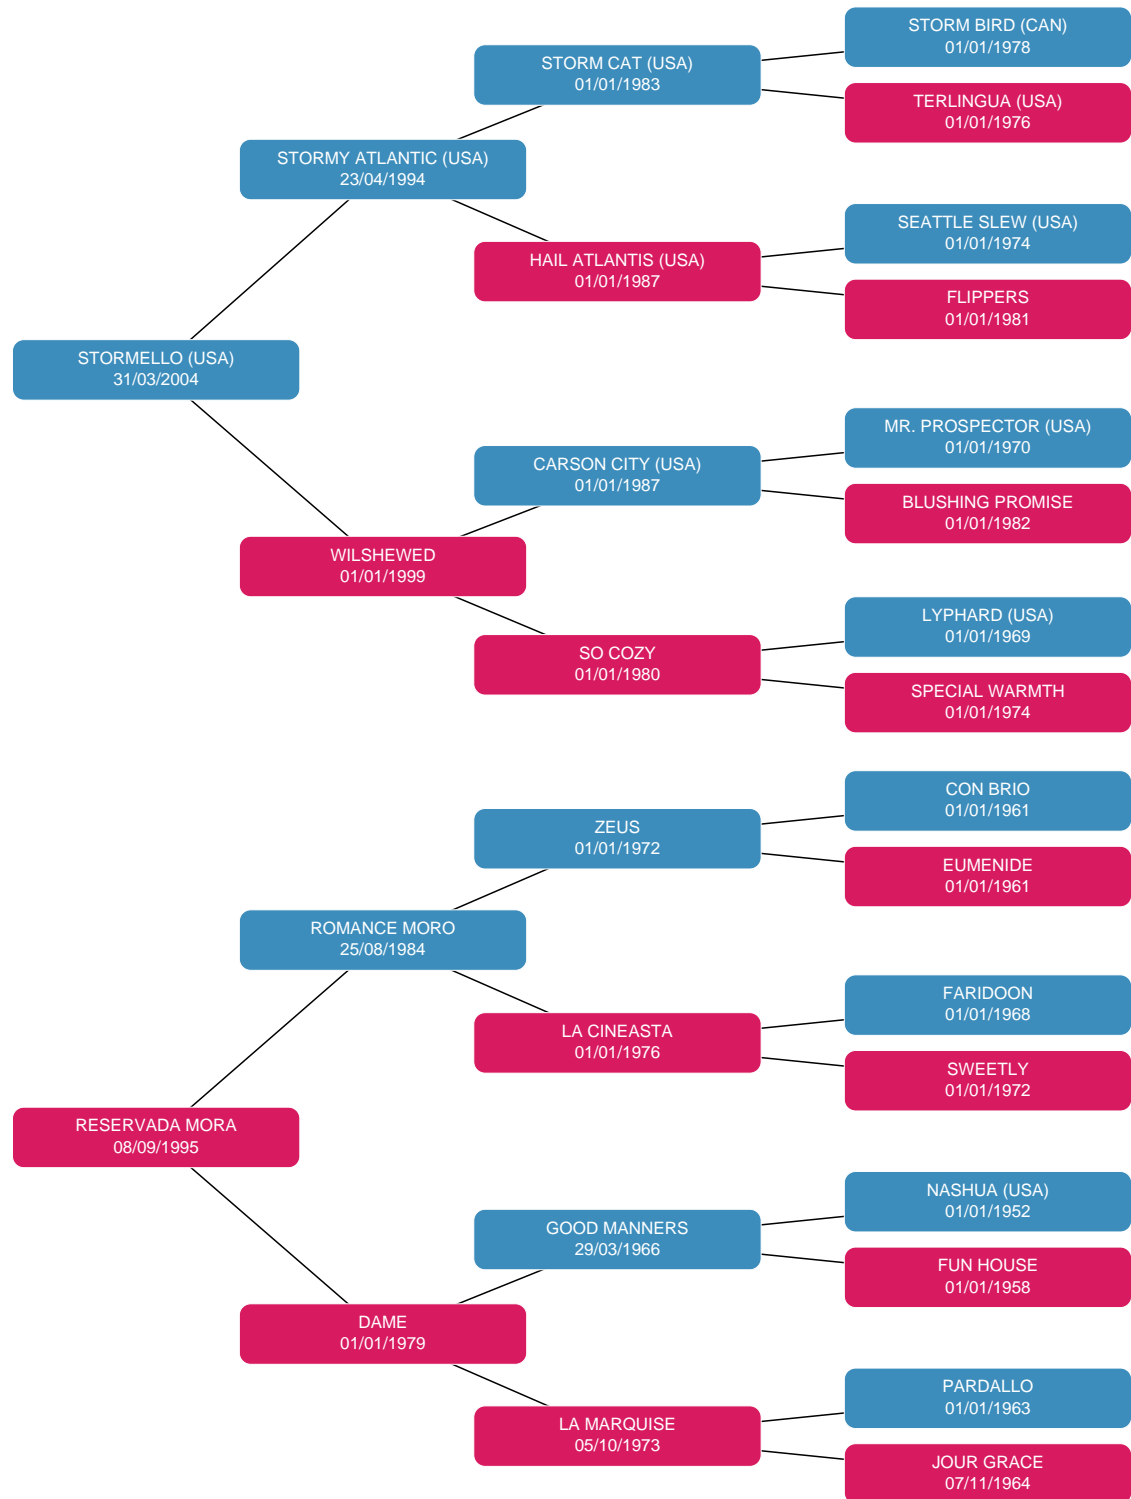 STORM BIRD (CAN)
01/01/1978
STORM CAT (USA)
01/01/1983
TERLINGUA (USA)
01/01/1976
STORMY ATLANTIC (USA)
23/04/1994
SEATTLE SLEW (USA)
01/01/1974
HAIL ATLANTIS (USA)
01/01/1987
FLIPPERS
01/01/1981
STORMELLO (USA)
31/03/2004
MR. PROSPECTOR (USA)
01/01/1970
CARSON CITY (USA)
01/01/1987
BLUSHING PROMISE
01/01/1982
WILSHEWED
01/01/1999
LYPHARD (USA)
01/01/1969
SO COZY
01/01/1980
SPECIAL WARMTH
01/01/1974
CON BRIO
01/01/1961
ZEUS
01/01/1972
EUMENIDE
01/01/1961
ROMANCE MORO
25/08/1984
FARIDOON
01/01/1968
LA CINEASTA
01/01/1976
SWEETLY
01/01/1972
RESERVADA MORA
08/09/1995
NASHUA (USA)
01/01/1952
GOOD MANNERS
29/03/1966
FUN HOUSE
01/01/1958
DAME
01/01/1979
PARDALLO
01/01/1963
LA MARQUISE
05/10/1973
JOUR GRACE
07/11/1964